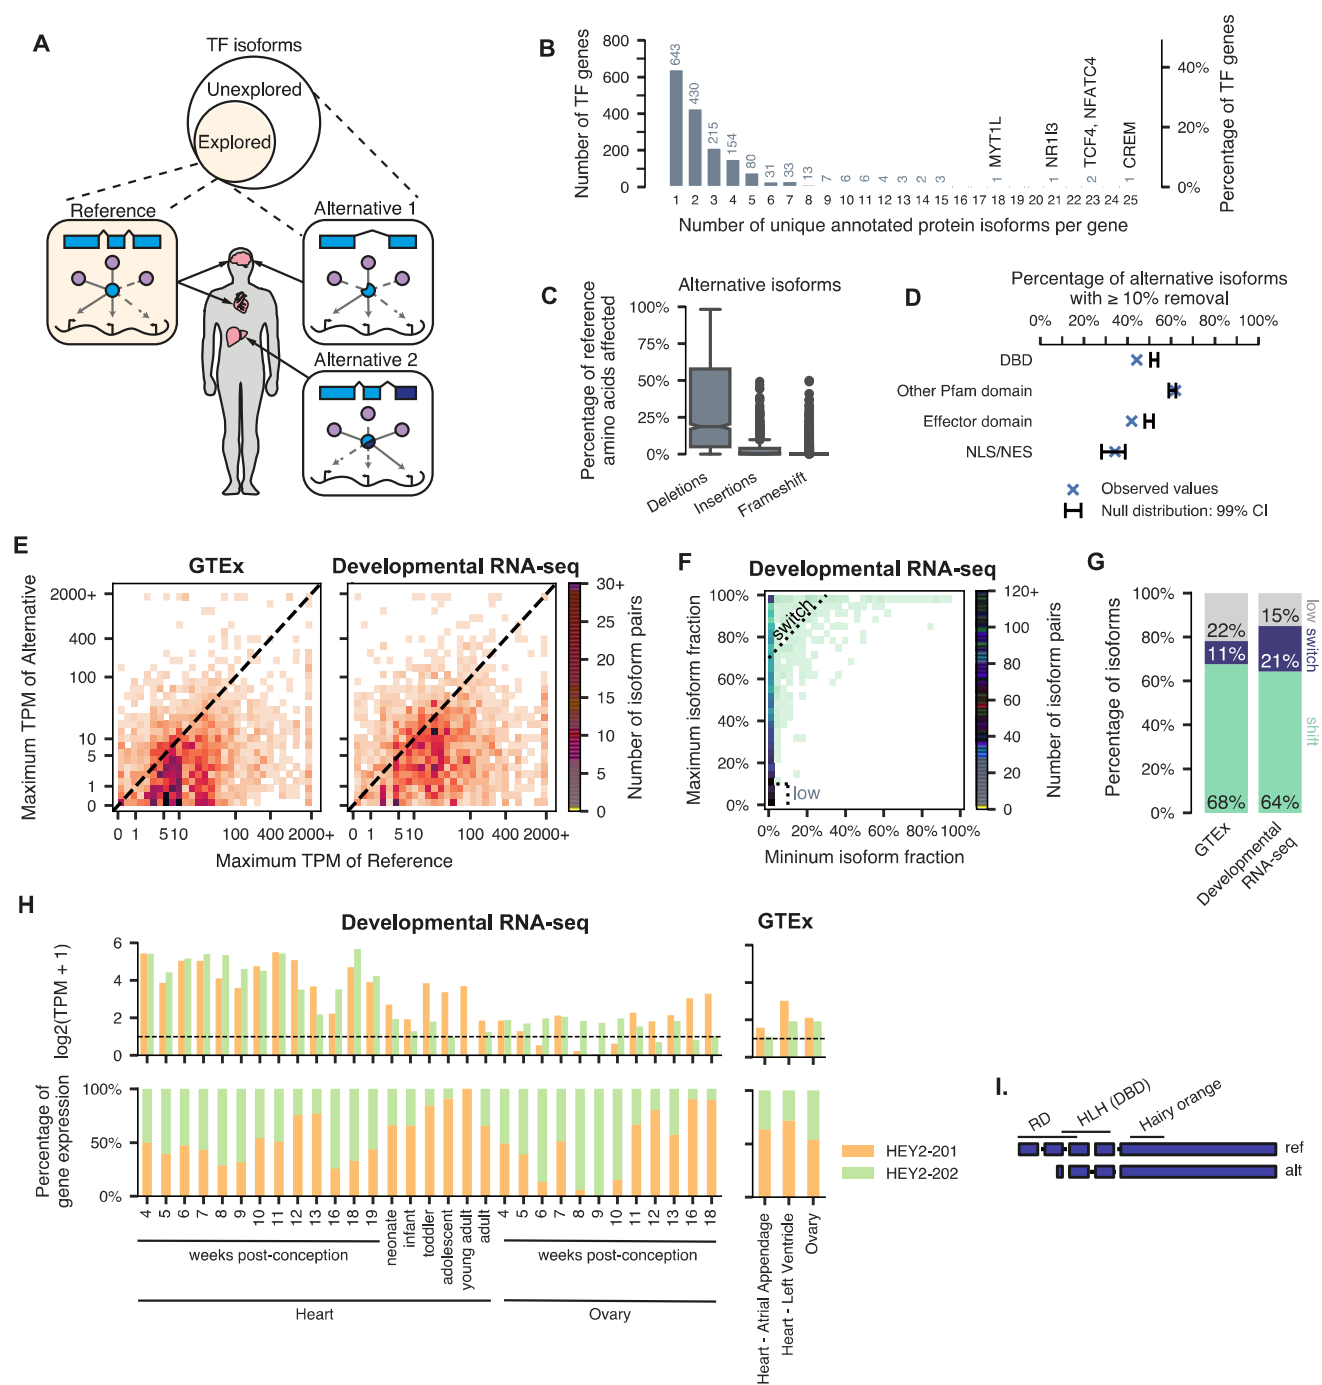 A
TF isoforms
Unexplored
Explored
Reference
Alternative 1
Alternative 2
B
Number of TF genes
800
600
400
200
0
643
430
215
154
80
31
33
13
7
6
6
4
3
2
3
1
MYT1L
1
NR1I3
2
TCF4, NFATC4
1
CREM
1 2 3 4 5 6 7 8 9 10 11 12 13 14 15 16 17 18 19 20 21 22 23 24 25
Number of unique annotated protein isoforms per gene
40%
20%
0%
Percentage of TF genes
C
Alternative isoforms
Percentage of reference
amino acids affected
100%
75%
50%
25%
0%
Deletions
Insertions
Frameshift
D
Percentage of alternative isoforms
with ≥ 10% removal
0% 20% 40% 60% 80% 100%
DBD
Other Pfam domain
Effector domain
NLS/NES
Observed values
Null distribution: 99% CI
E
GTEx
Developmental RNA-seq
Maximum TPM of Alternative
2000+
400
100
10
5
1
0
0 1 5 10 100 400 2000+
0 1 5 10 100 400 2000+
Maximum TPM of Reference
30+
25
20
15
10
5
0
Number of isoform pairs
F
Developmental RNA-seq
Maximum isoform fraction
100%
80%
60%
40%
20%
0%
switch
low
0% 20% 40% 60% 80% 100%
Mininum isoform fraction
120+
100
80
60
40
20
0
Number of isoform pairs
G
Percentage of isoforms
100%
80%
60%
40%
20%
0%
22%
11%
68%
15%
21%
64%
low
switch
shift
GTEx
Developmental
RNA-seq
H
Developmental RNA-seq
GTEx
log2(TPM + 1)
6
4
2
0
Percentage of
gene expression
100%
50%
0%
4 5 6 7 8 9 10 11 12 13 16 18 19 neonate infant toddler adolescent young adult adult 4 5 6 7 8 9 10 11 12 13 16 18
weeks post-conception
weeks post-conception
Heart
Ovary
Heart - Atrial Appendage
Heart - Left Ventricle
Ovary
HEY2-201
HEY2-202
I.
RD
HLH (DBD)
Hairy orange
ref
alt